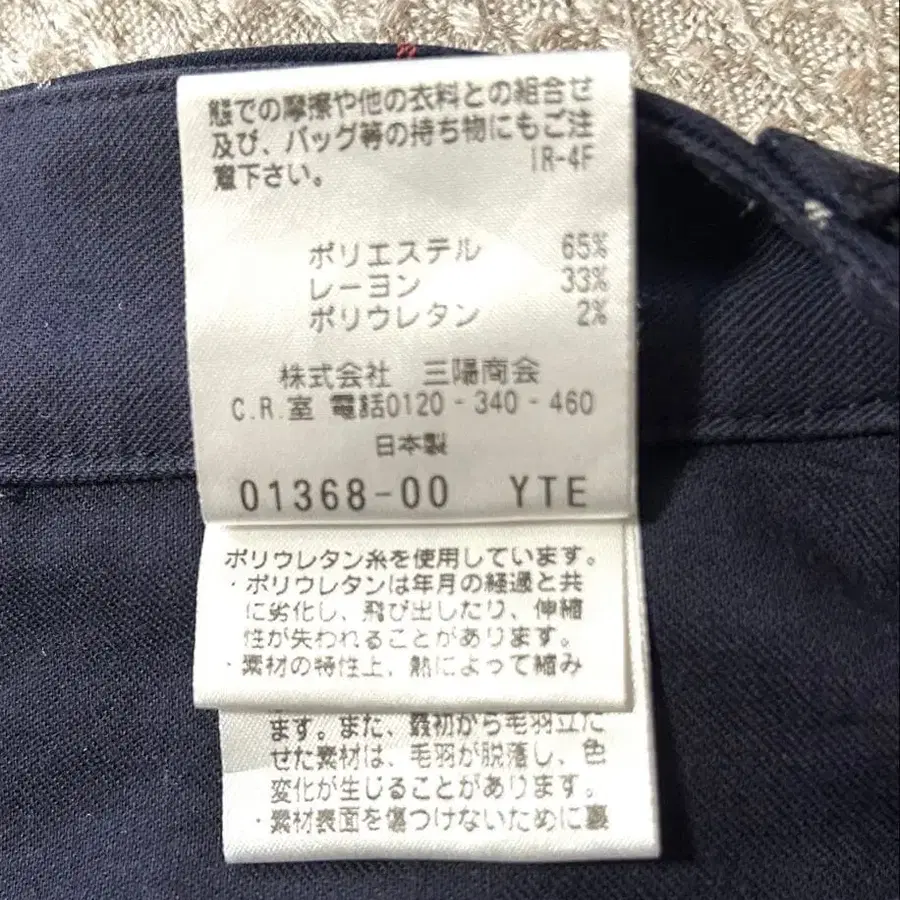 態での摩擦や他の衣料との組合せ
及び、バッグ等の持ち物にもご注
意下さい。 IR-4F
ポリエステル 65%
レーヨン 33%
ポリウレタン 2%
株式会社 三陽商会
C.R.室 電話0120-340-460
日本製
01368-00 YTE
ポリウレタン糸を使用しています。
・ポリウレタンは年月の経過と共
に劣化し、飛び出したり、伸縮
性が失われることがあります。
・素材の特性上、熱によって縮み
ます。また、最初から毛羽立た
せた素材は、毛羽が脱落し、色
変化が生じることがあります。
・素材表面を傷つけないために裏